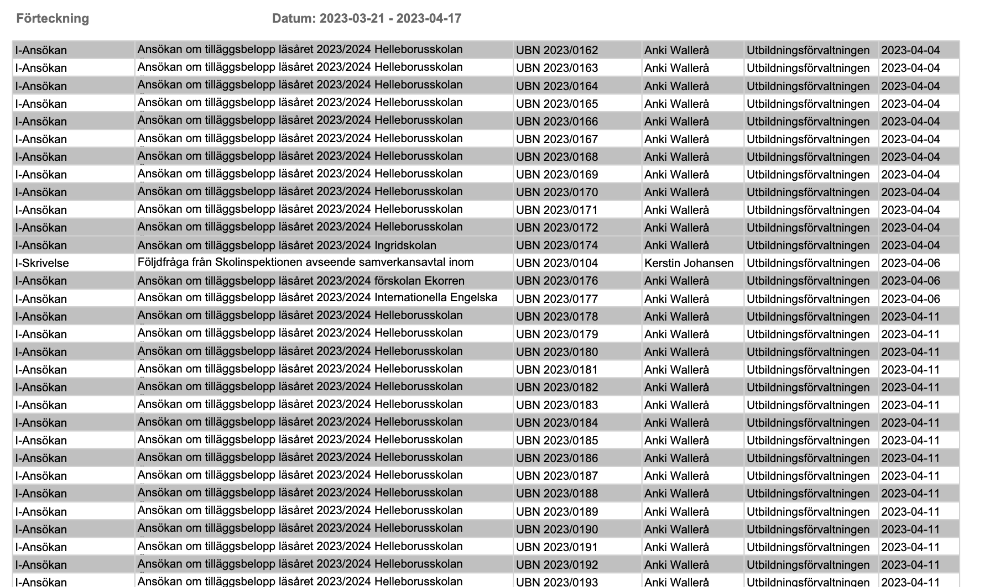 Förteckning Datum: 2023-03-21 - 2023-04-17
I-Ansökan Ansökan om tilläggsbelopp läsåret 2023/2024 Helleborusskolan UBN 2023/0162 Anki Wallerå Utbildningsförvaltningen 2023-04-04
I-Ansökan Ansökan om tilläggsbelopp läsåret 2023/2024 Helleborusskolan UBN 2023/0163 Anki Wallerå Utbildningsförvaltningen 2023-04-04
I-Ansökan Ansökan om tilläggsbelopp läsåret 2023/2024 Helleborusskolan UBN 2023/0164 Anki Wallerå Utbildningsförvaltningen 2023-04-04
I-Ansökan Ansökan om tilläggsbelopp läsåret 2023/2024 Helleborusskolan UBN 2023/0165 Anki Wallerå Utbildningsförvaltningen 2023-04-04
I-Ansökan Ansökan om tilläggsbelopp läsåret 2023/2024 Helleborusskolan UBN 2023/0166 Anki Wallerå Utbildningsförvaltningen 2023-04-04
I-Ansökan Ansökan om tilläggsbelopp läsåret 2023/2024 Helleborusskolan UBN 2023/0167 Anki Wallerå Utbildningsförvaltningen 2023-04-04
I-Ansökan Ansökan om tilläggsbelopp läsåret 2023/2024 Helleborusskolan UBN 2023/0168 Anki Wallerå Utbildningsförvaltningen 2023-04-04
I-Ansökan Ansökan om tilläggsbelopp läsåret 2023/2024 Helleborusskolan UBN 2023/0169 Anki Wallerå Utbildningsförvaltningen 2023-04-04
I-Ansökan Ansökan om tilläggsbelopp läsåret 2023/2024 Helleborusskolan UBN 2023/0170 Anki Wallerå Utbildningsförvaltningen 2023-04-04
I-Ansökan Ansökan om tilläggsbelopp läsåret 2023/2024 Helleborusskolan UBN 2023/0171 Anki Wallerå Utbildningsförvaltningen 2023-04-04
I-Ansökan Ansökan om tilläggsbelopp läsåret 2023/2024 Helleborusskolan UBN 2023/0172 Anki Wallerå Utbildningsförvaltningen 2023-04-04
I-Ansökan Ansökan om tilläggsbelopp läsåret 2023/2024 Ingridskolan UBN 2023/0174 Anki Wallerå Utbildningsförvaltningen 2023-04-04
I-Skrivelse Följdfråga från Skolinspektionen avseende samverkansavtal inom UBN 2023/0104 Kerstin Johansen Utbildningsförvaltningen 2023-04-06
I-Ansökan Ansökan om tilläggsbelopp läsåret 2023/2024 förskolan Ekorren UBN 2023/0176 Anki Wallerå Utbildningsförvaltningen 2023-04-06
I-Ansökan Ansökan om tilläggsbelopp läsåret 2023/2024 Internationella Engelska UBN 2023/0177 Anki Wallerå Utbildningsförvaltningen 2023-04-06
I-Ansökan Ansökan om tilläggsbelopp läsåret 2023/2024 Helleborusskolan UBN 2023/0178 Anki Wallerå Utbildningsförvaltningen 2023-04-11
I-Ansökan Ansökan om tilläggsbelopp läsåret 2023/2024 Helleborusskolan UBN 2023/0179 Anki Wallerå Utbildningsförvaltningen 2023-04-11
I-Ansökan Ansökan om tilläggsbelopp läsåret 2023/2024 Helleborusskolan UBN 2023/0180 Anki Wallerå Utbildningsförvaltningen 2023-04-11
I-Ansökan Ansökan om tilläggsbelopp läsåret 2023/2024 Helleborusskolan UBN 2023/0181 Anki Wallerå Utbildningsförvaltningen 2023-04-11
I-Ansökan Ansökan om tilläggsbelopp läsåret 2023/2024 Helleborusskolan UBN 2023/0182 Anki Wallerå Utbildningsförvaltningen 2023-04-11
I-Ansökan Ansökan om tilläggsbelopp läsåret 2023/2024 Helleborusskolan UBN 2023/0183 Anki Wallerå Utbildningsförvaltningen 2023-04-11
I-Ansökan Ansökan om tilläggsbelopp läsåret 2023/2024 Helleborusskolan UBN 2023/0184 Anki Wallerå Utbildningsförvaltningen 2023-04-11
I-Ansökan Ansökan om tilläggsbelopp läsåret 2023/2024 Helleborusskolan UBN 2023/0185 Anki Wallerå Utbildningsförvaltningen 2023-04-11
I-Ansökan Ansökan om tilläggsbelopp läsåret 2023/2024 Helleborusskolan UBN 2023/0186 Anki Wallerå Utbildningsförvaltningen 2023-04-11
I-Ansökan Ansökan om tilläggsbelopp läsåret 2023/2024 Helleborusskolan UBN 2023/0187 Anki Wallerå Utbildningsförvaltningen 2023-04-11
I-Ansökan Ansökan om tilläggsbelopp läsåret 2023/2024 Helleborusskolan UBN 2023/0188 Anki Wallerå Utbildningsförvaltningen 2023-04-11
I-Ansökan Ansökan om tilläggsbelopp läsåret 2023/2024 Helleborusskolan UBN 2023/0189 Anki Wallerå Utbildningsförvaltningen 2023-04-11
I-Ansökan Ansökan om tilläggsbelopp läsåret 2023/2024 Helleborusskolan UBN 2023/0190 Anki Wallerå Utbildningsförvaltningen 2023-04-11
I-Ansökan Ansökan om tilläggsbelopp läsåret 2023/2024 Helleborusskolan UBN 2023/0191 Anki Wallerå Utbildningsförvaltningen 2023-04-11
I-Ansökan Ansökan om tilläggsbelopp läsåret 2023/2024 Helleborusskolan UBN 2023/0192 Anki Wallerå Utbildningsförvaltningen 2023-04-11
I-Ansökan Ansökan om tilläggsbelopp läsåret 2023/2024 Helleborusskolan UBN 2023/0193 Anki Wallerå Utbildningsförvaltningen 2023-04-11